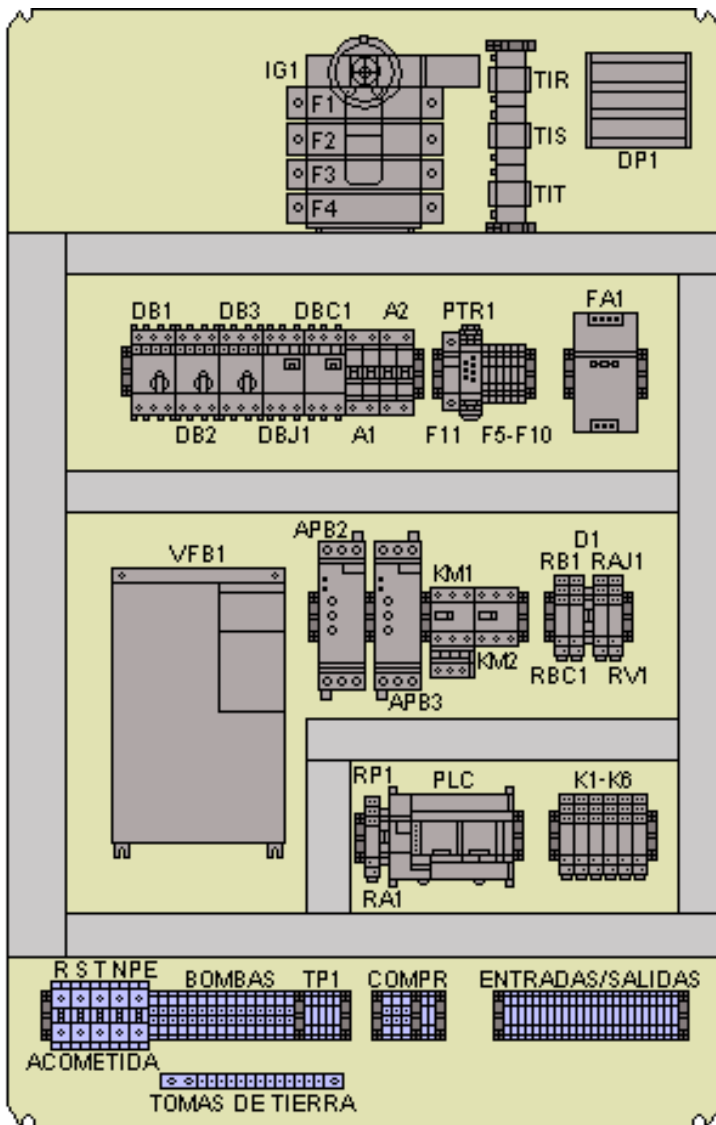 IG1
F1
F2
F3
F4
TIR
TIS
TIT
DP1
DB1 DB3 DBC1 A2 PTR1 FA1
DB2 DBJ1 A1 F11 F5-F10
VFB1
APB2
KM1
KM2
APB3
D1
RB1 RAJ1
RBC1 RV1
RP1 PLC K1-K6
RA1
R S T N PE BOMBAS TP1 COMPR ENTRADAS/SALIDAS
ACOMETIDA
TOMAS DE TIERRA